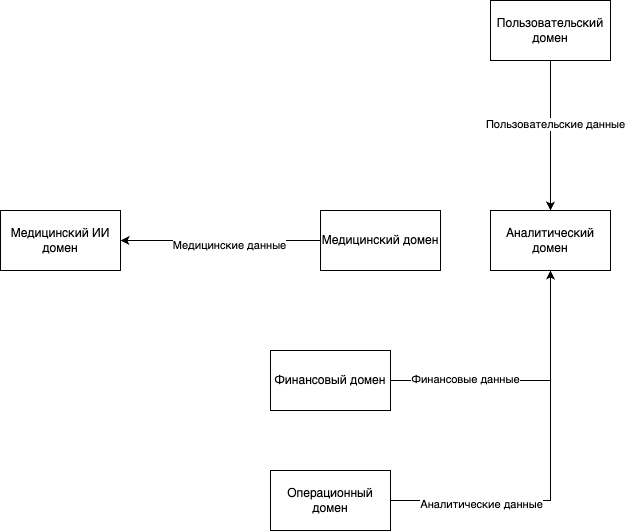 Пользовательский
домен
Пользовательские данные
Медицинский ИИ
домен
Медицинские данные
Медицинский домен
Аналитический
домен
Финансовый домен
Финансовые данные
Операционный
домен
Аналитические данные